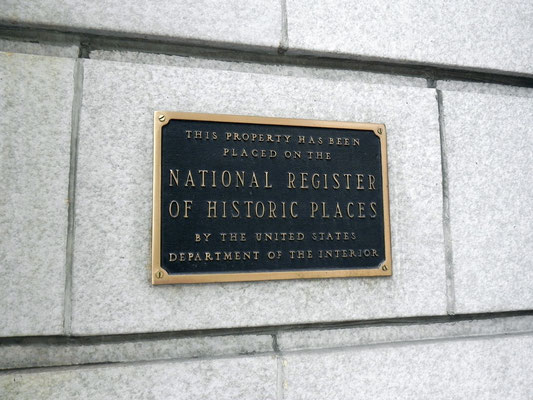 THIS PROPERTY HAS BEEN
PLACED ON THE
NATIONAL REGISTER
OF HISTORIC PLACES
BY THE UNITED STATES
DEPARTMENT OF THE INTERIOR